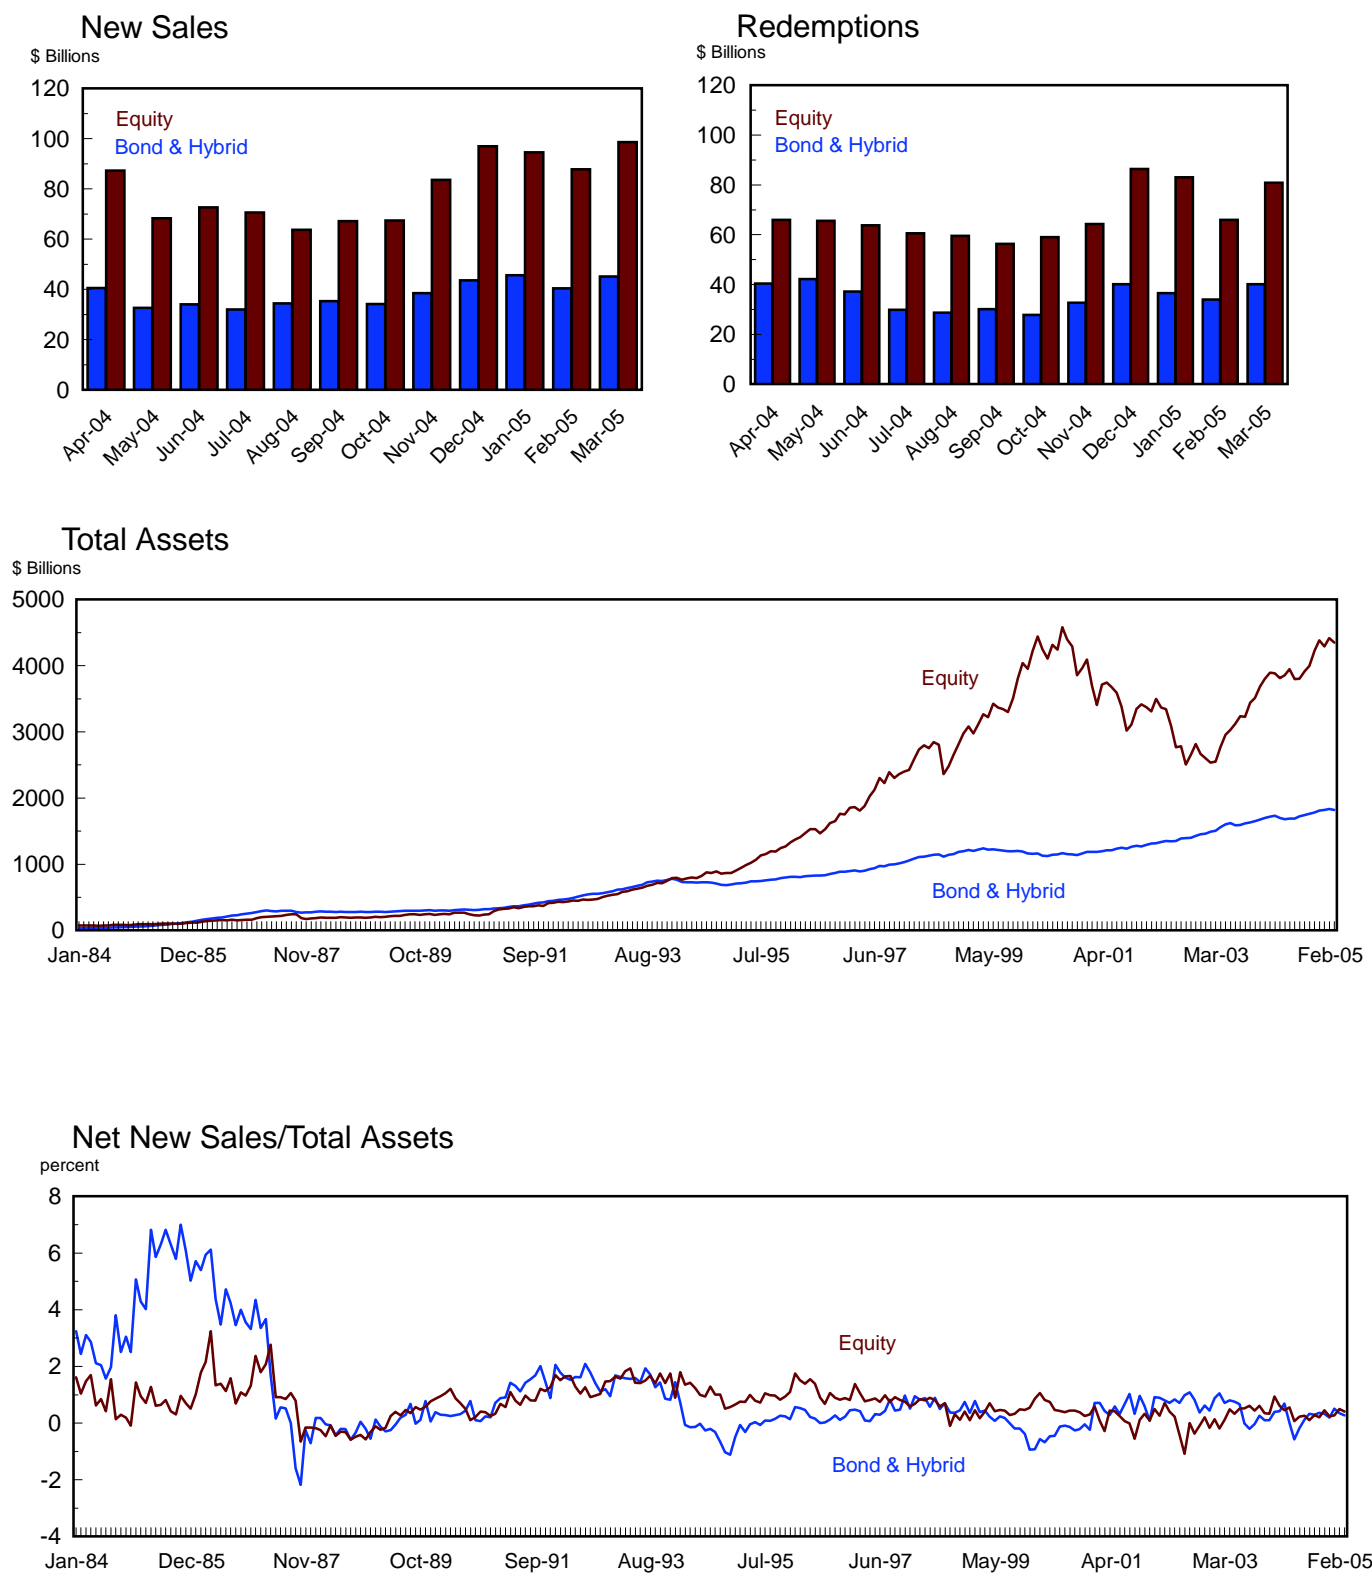 New Sales
$ Billions
120
100
80
60
40
20
0
Equity
Bond & Hybrid
Apr-04
May-04
Jun-04
Jul-04
Aug-04
Sep-04
Oct-04
Nov-04
Dec-04
Jan-05
Feb-05
Mar-05
Redemptions
$ Billions
120
100
80
60
40
20
0
Equity
Bond & Hybrid
Apr-04
May-04
Jun-04
Jul-04
Aug-04
Sep-04
Oct-04
Nov-04
Dec-04
Jan-05
Feb-05
Mar-05
Total Assets
$ Billions
5000
4000
3000
2000
1000
0
Equity
Bond & Hybrid
Jan-84 Dec-85 Nov-87 Oct-89 Sep-91 Aug-93 Jul-95 Jun-97 May-99 Apr-01 Mar-03 Feb-05
Net New Sales/Total Assets
percent
8
6
4
2
0
-2
-4
Equity
Bond & Hybrid
Jan-84 Dec-85 Nov-87 Oct-89 Sep-91 Aug-93 Jul-95 Jun-97 May-99 Apr-01 Mar-03 Feb-05